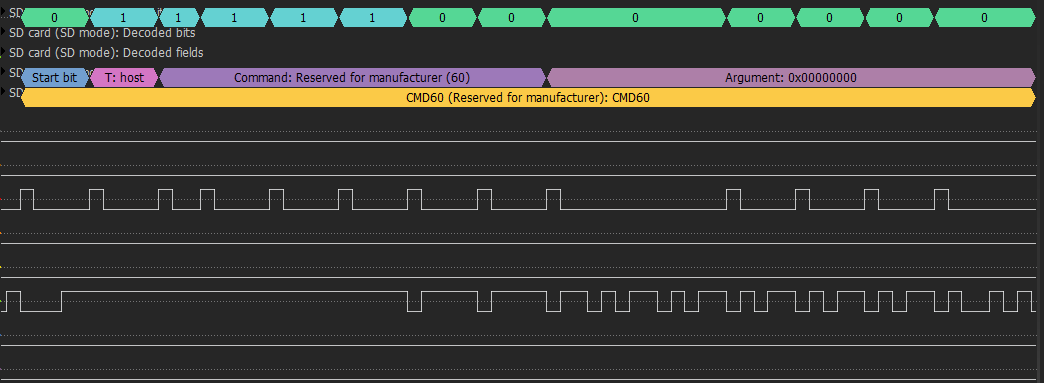 0 1 1 1 1 1 0 0 0 0 0 0 0
SD card (SD mode): Decoded bits
SD card (SD mode): Decoded fields
SD Start bit T: host Command: Reserved for manufacturer (60) Argument: 0x00000000
SD CMD60 (Reserved for manufacturer): CMD60